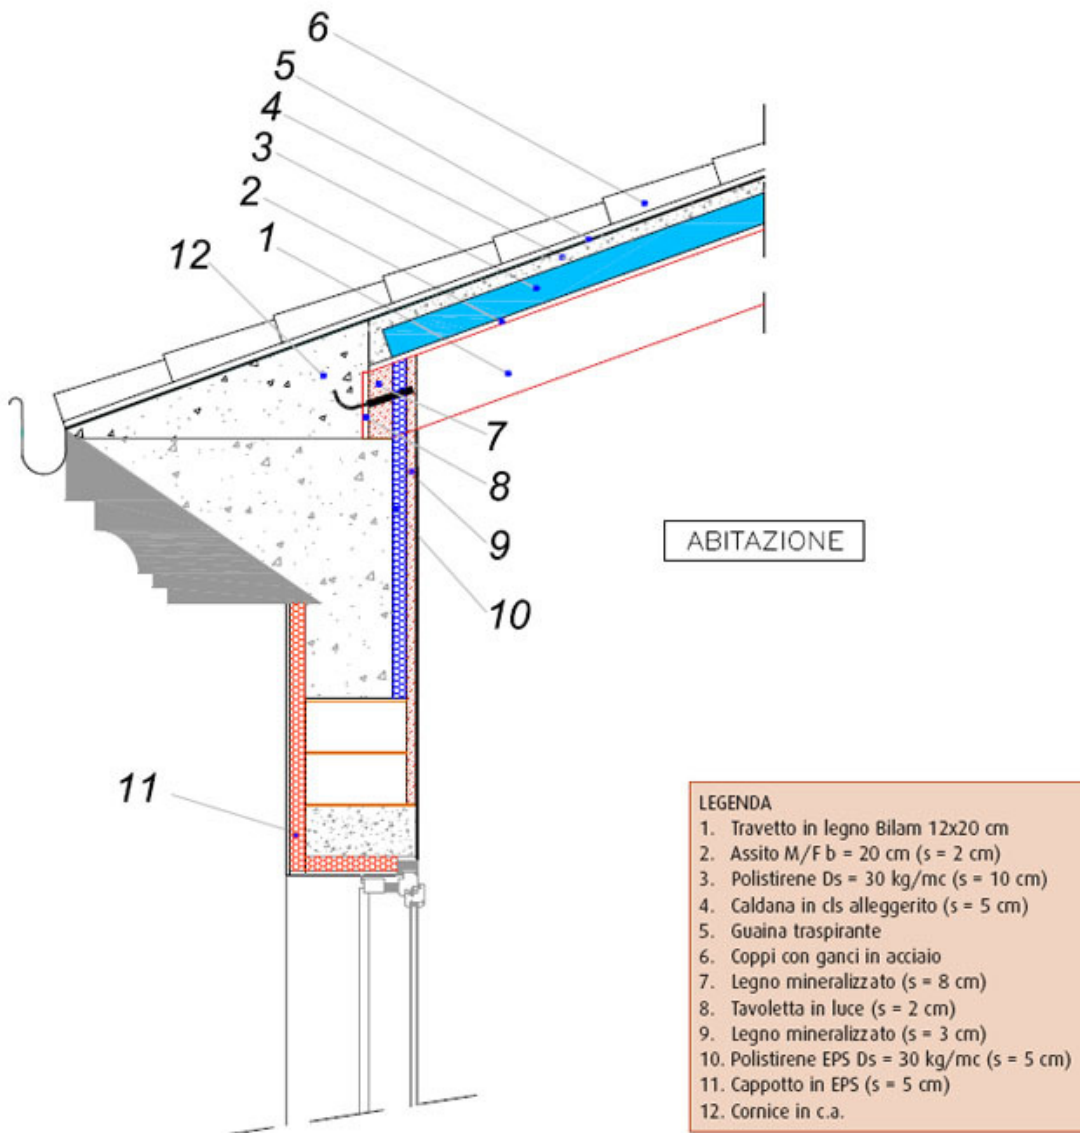 6
5
4
3
2
1
12
7
8
9
10
11
ABITAZIONE
LEGENDA
1. Travetto in legno Bilam 12x20 cm
2. Assito M/F b = 20 cm (s = 2 cm)
3. Polistirene Ds = 30 kg/mc (s = 10 cm)
4. Caldana in cls alleggerito (s = 5 cm)
5. Guaina traspirante
6. Coppi con ganci in acciaio
7. Legno mineralizzato (s = 8 cm)
8. Tavoletta in luce (s = 2 cm)
9. Legno mineralizzato (s = 3 cm)
10. Polistirene EPS Ds = 30 kg/mc (s = 5 cm)
11. Cappotto in EPS (s = 5 cm)
12. Cornice in c.a.